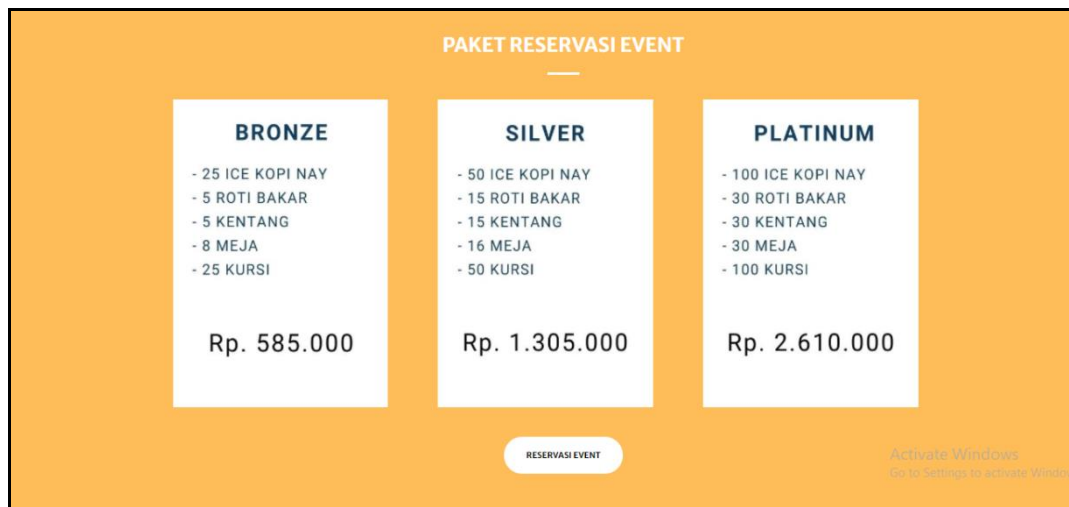 PAKET RESERVASI EVENT
BRONZE
- 25 ICE KOPI NAY
- 5 ROTI BAKAR
- 5 KENTANG
- 8 MEJA
- 25 KURSI
Rp. 585.000
SILVER
- 50 ICE KOPI NAY
- 15 ROTI BAKAR
- 15 KENTANG
- 16 MEJA
- 50 KURSI
Rp. 1.305.000
PLATINUM
- 100 ICE KOPI NAY
- 30 ROTI BAKAR
- 30 KENTANG
- 30 MEJA
- 100 KURSI
Rp. 2.610.000
RESERVASI EVENT
Activate Windows
Go to Settings to activate Windo